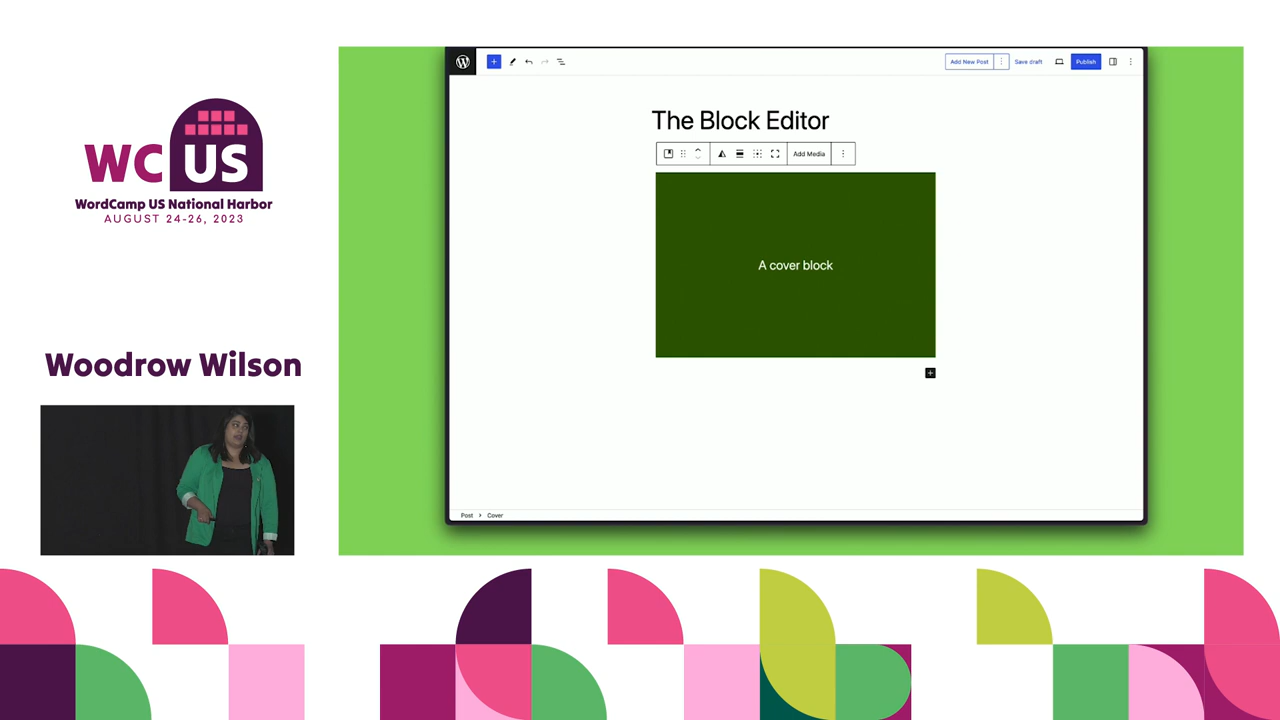 WC US
WordCamp US National Harbor
AUGUST 24-26, 2023
Woodrow Wilson
Add New Post
Save draft
Publish
The Block Editor
Add Media
A cover block
Post > Cover